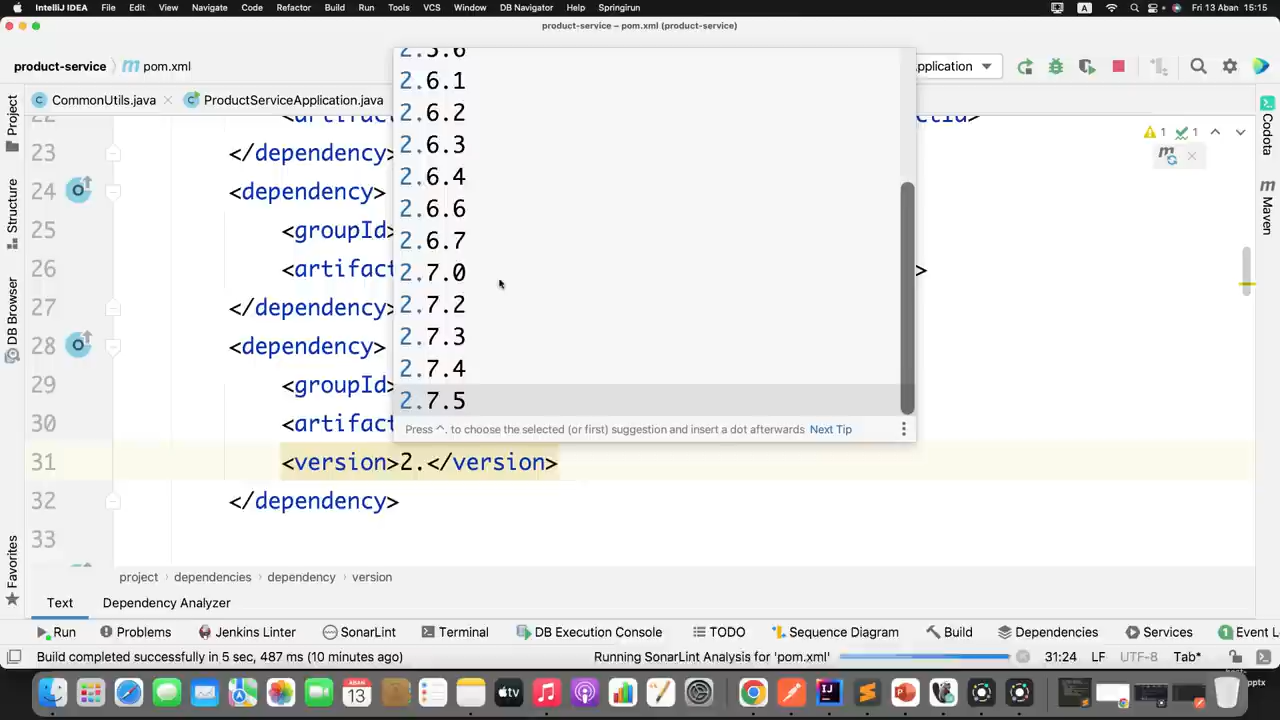 IntelliJ IDEA File Edit View Navigate Code Refactor Build Run Tools VCS Window DB Navigator Help Springirun
A Fri 13 Aban 15:15
product-service – pom.xml (product-service)
product-service m pom.xml
pplication
C CommonUtils.java
ProductServiceApplication.java
Project
Structure
DB Browser
Favorites
Codota
Maven
2.6.1
2.6.2
2.6.3
2.6.4
2.6.6
2.6.7
2.7.0
2.7.2
2.7.3
2.7.4
2.7.5
Press ^. to choose the selected (or first) suggestion and insert a dot afterwards Next Tip
1 1
22
23 </dependency>
24 <dependency>
25 <groupId>
26 <artifact >
27 </dependency>
28 <dependency>
29 <groupId>
30 <artifact
31 <version>2.</version>
32 </dependency>
33
project dependencies dependency version
Text Dependency Analyzer
Run Problems Jenkins Linter SonarLint Terminal DB Execution Console TODO Sequence Diagram Build Dependencies Services 1 Event L
Build completed successfully in 5 sec, 487 ms (10 minutes ago) Running SonarLint Analysis for 'pom.xml' 31:24 LF UTF-8 Tab*
13
pptx